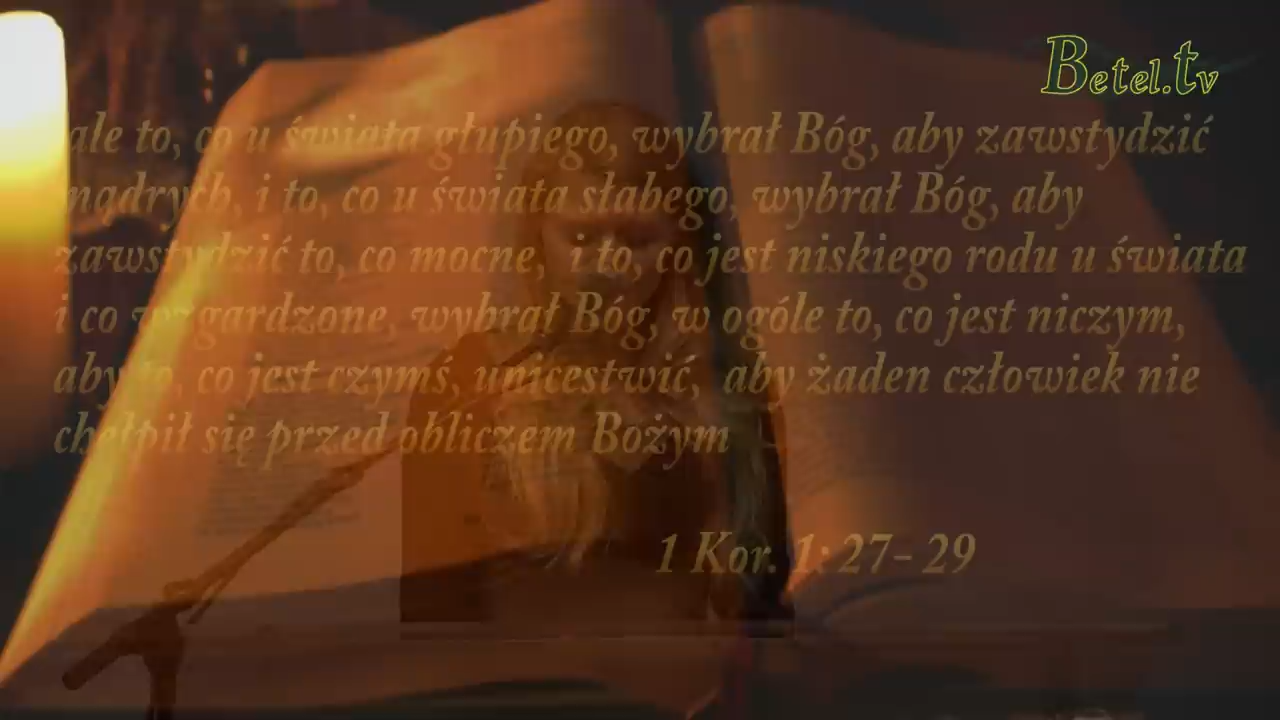 Betel.tv
ale to, co u świata głupiego, wybrał Bóg, aby zawstydzić
mądrych, i to, co u świata słabego, wybrał Bóg, aby
zawstydzić to, co mocne, i to, co jest niskiego rodu u świata
i co wzgardzone, wybrał Bóg, w ogóle to, co jest niczym,
aby to, co jest czymś, unicestwić, aby żaden człowiek nie
chełpił się przed obliczem Bożym
1 Kor. 1: 27- 29